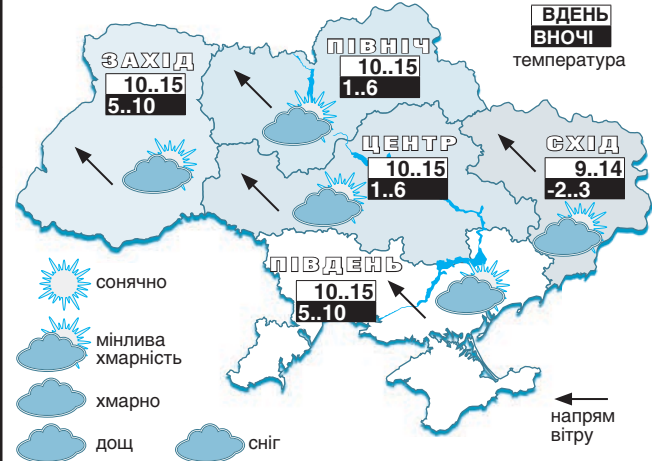 ВДЕНЬ
ВНОЧІ
температура
ЗАХІД
10..15
5..10
ПІВНІЧ
10..15
1..6
ЦЕНТР
10..15
1..6
СХІД
9..14
-2..3
ПІВДЕНЬ
10..15
5..10
сонячно
мінлива
хмарність
хмарно
дощ
сніг
напрям
вітру